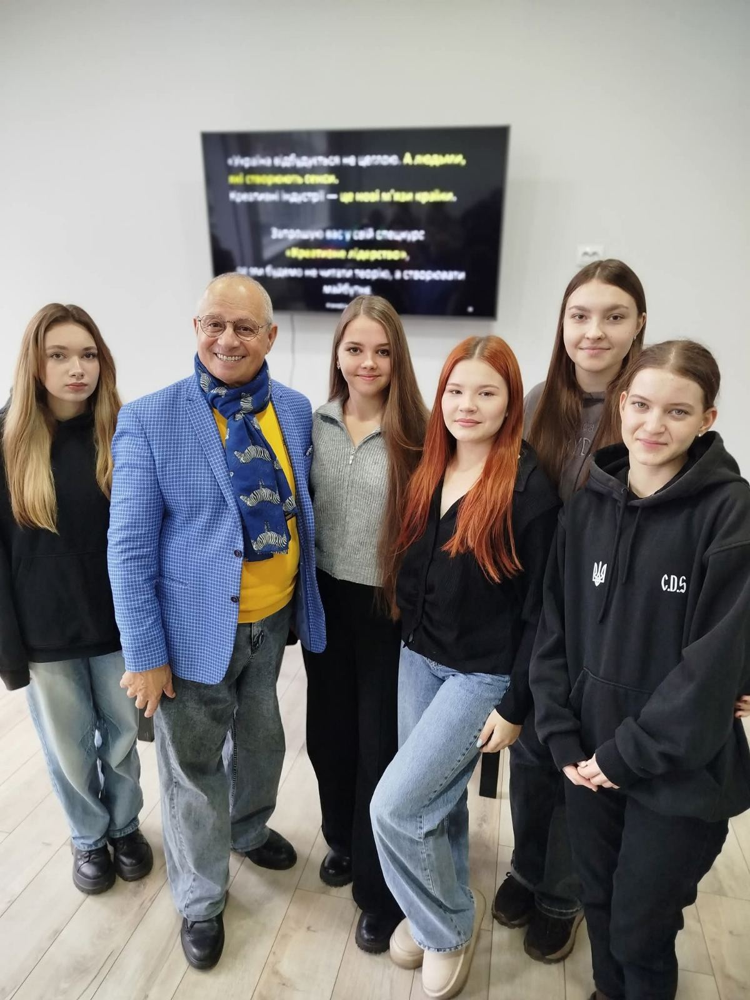 «Україна відбудується не цеглою. А людьми,
які створюють сенси.
Креативні індустрії — це нові м'язи країни.
Запрошую вас у свій спецкурс
«Креативне лідерство»,
де ми будемо не читати теорію, а створювати
майбутнє.
C.D.S